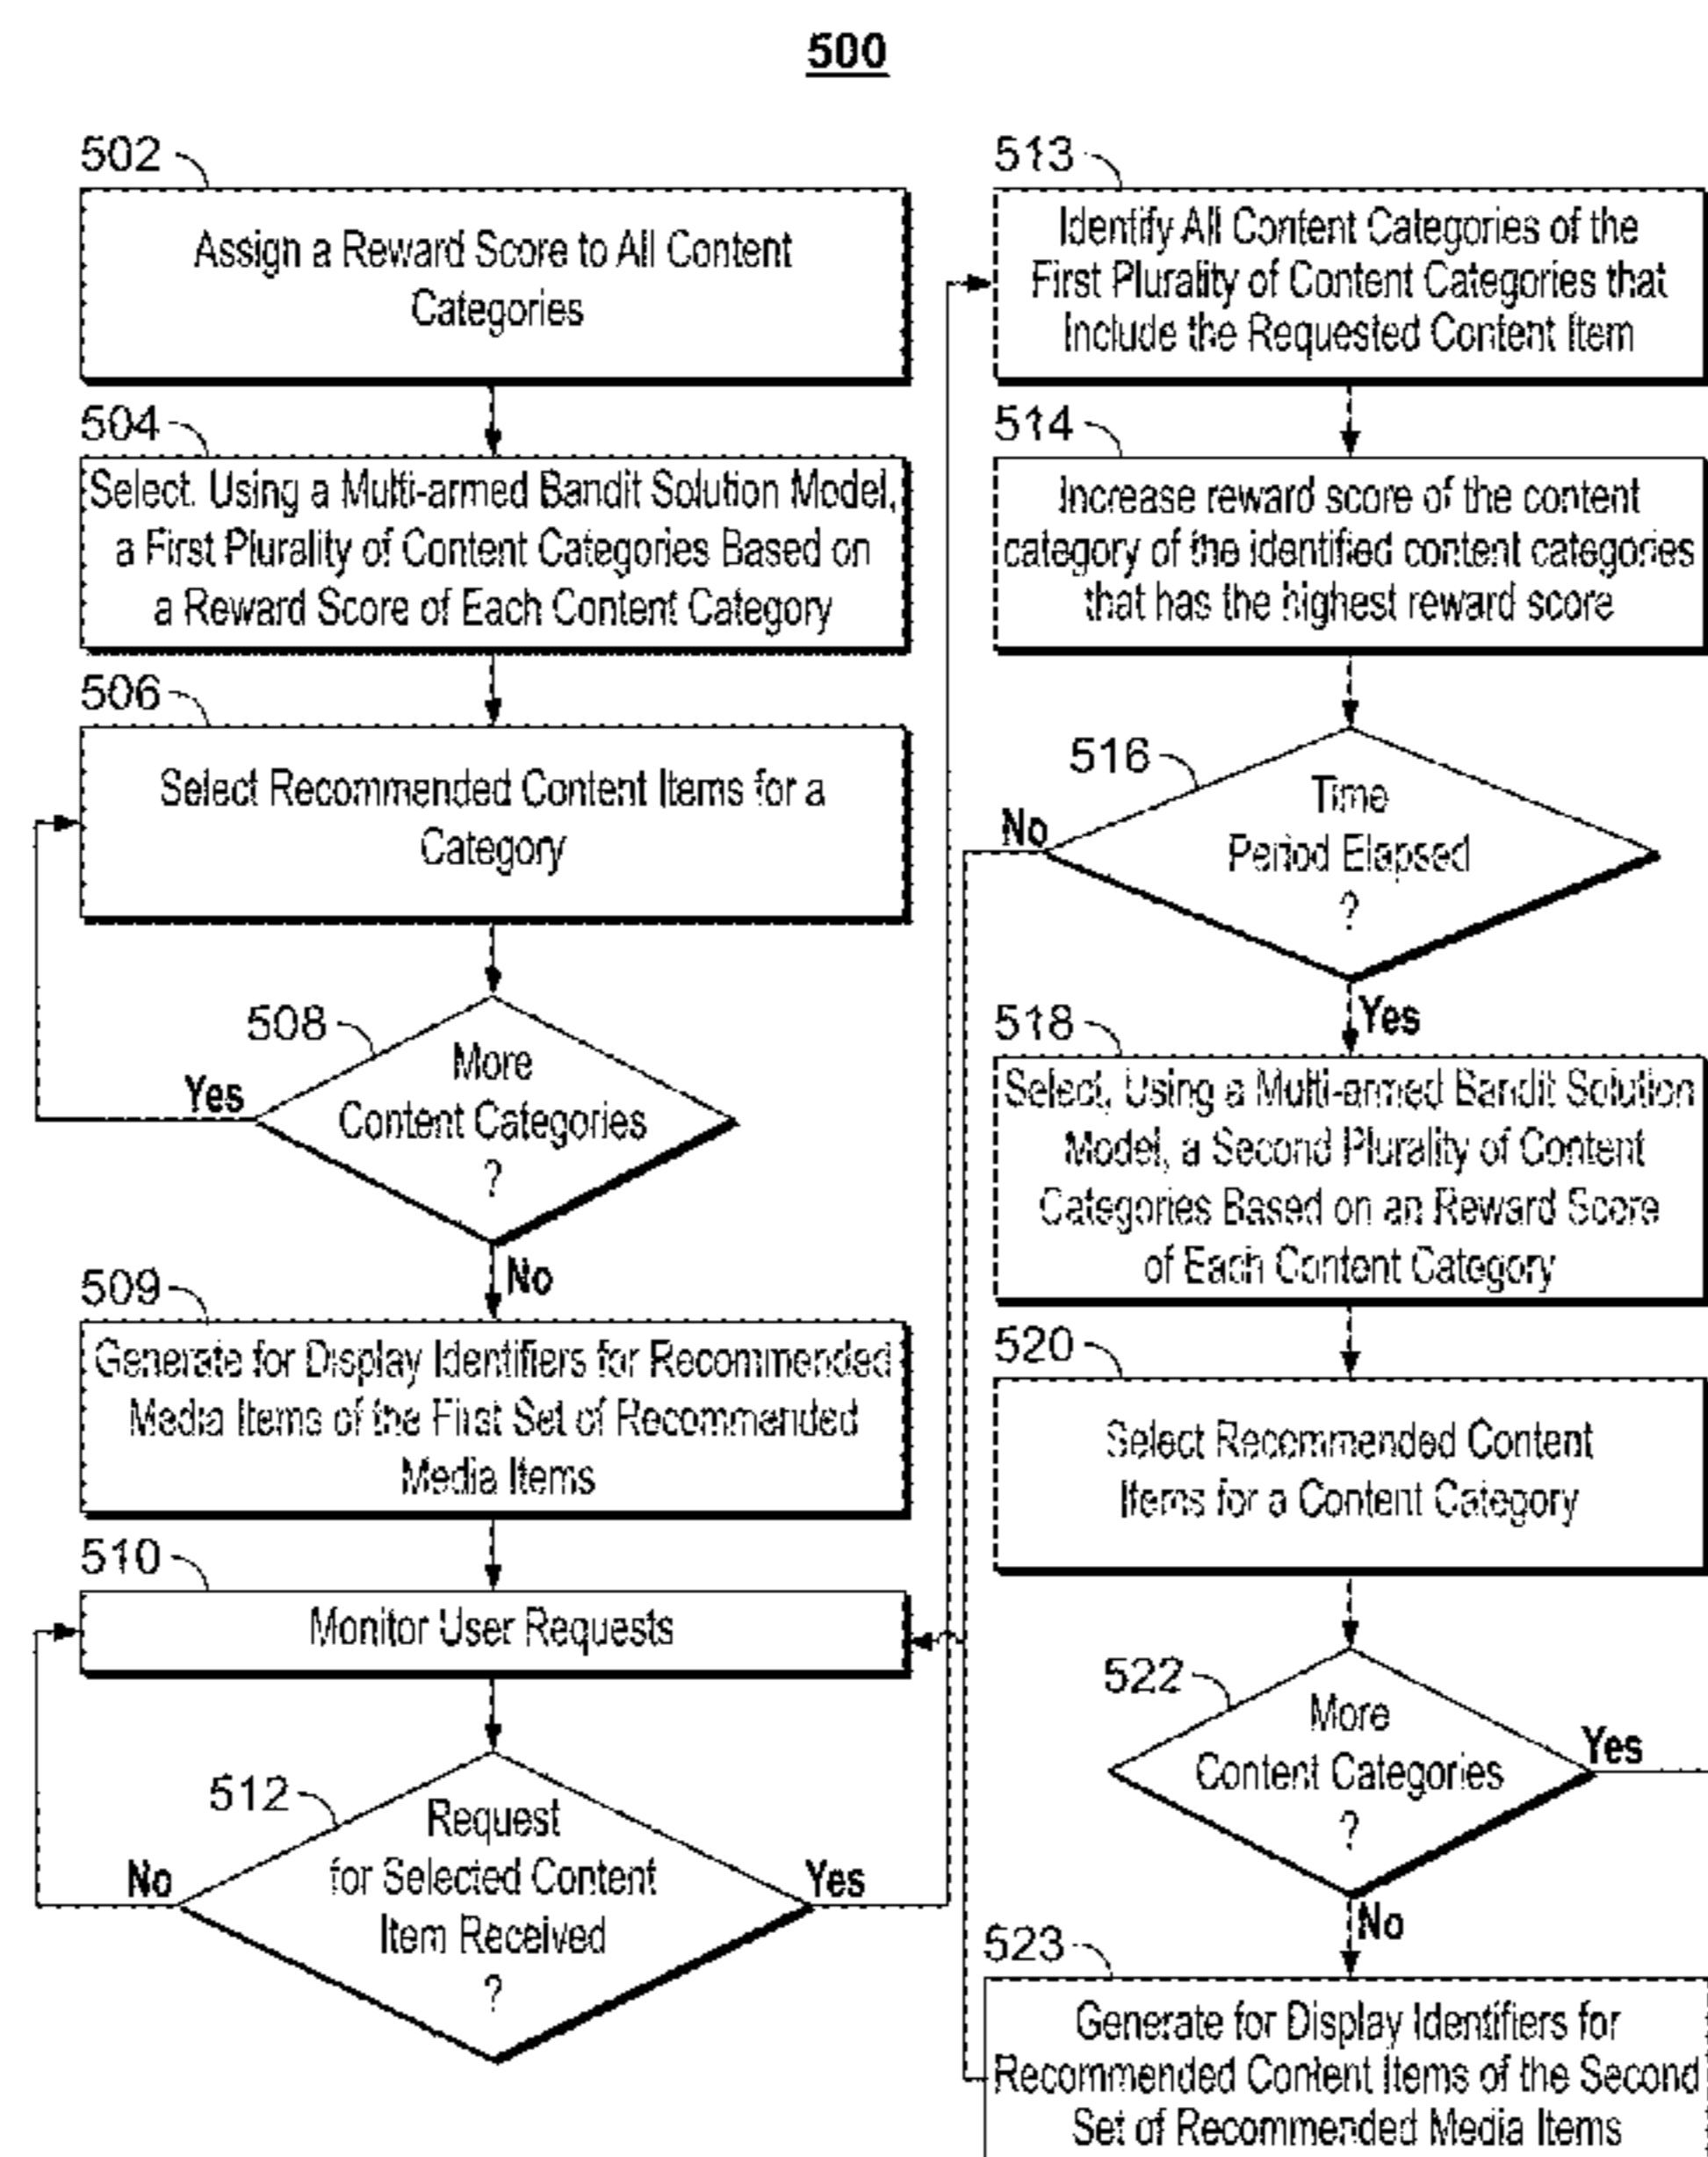 500
502
Assign a Reward Score to All Content
Categories
504
Select. Using a Multi-armed Bandit Solution Model,
a First Plurality of Content Categories Based on
a Reward Score of Each Content Category
506
Select Recommended Content Items for a
Category
508
More
Content Categories
?
Yes
No
509
Generate for Display Identifiers for Recommended
Media Items of the First Set of Recommended
Media Items
510
Monitor User Requests
512
Request
for Selected Content
Item Received
?
No
Yes
513
Identify All Content Categories of the
First Plurality of Content Categories that
Include the Requested Content Item
514
Increase reward score of the content
category of the identified content categories
that has the highest reward score
516
Time
Period Elapsed
?
No
Yes
518
Select, Using a Multi-armed Bandit Solution
Model, a Second Plurality of Content
Categories Based on an Reward Score
of Each Content Category
520
Select Recommended Content
Items for a Content Category
522
More
Content Categories
?
Yes
No
523
Generate for Display Identifiers for
Recommended Content Items of the Second
Set of Recommended Media Items